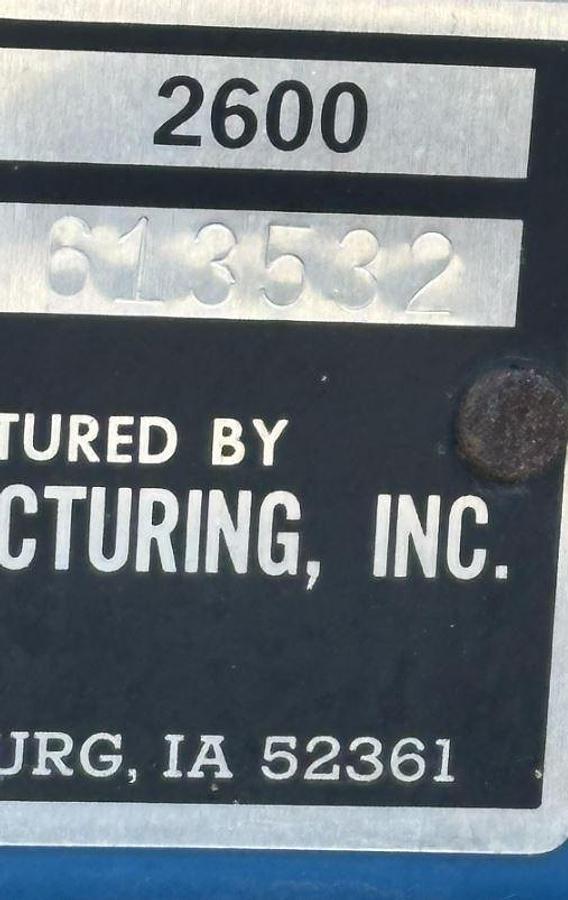 2600
613532
TURED BY
CTURING, INC.
URG, IA 52361